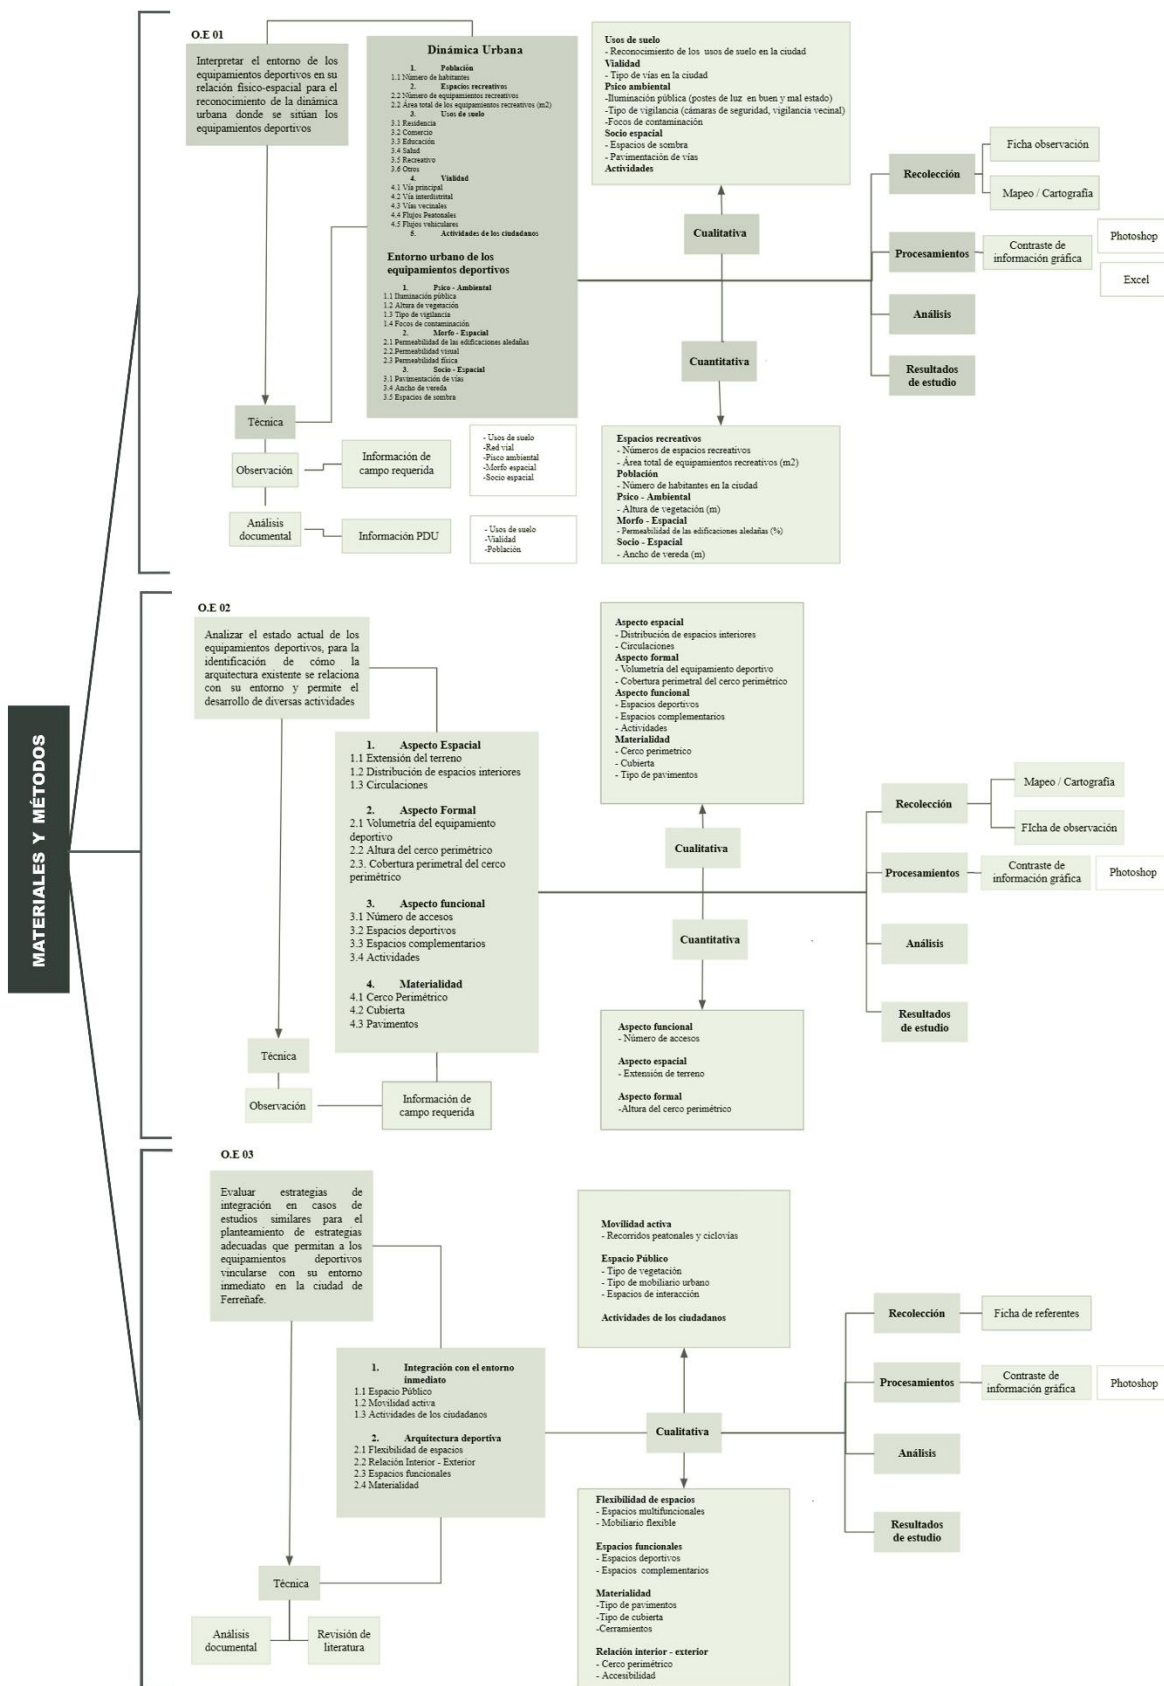 MATERIALES Y MÉTODOS
O.E 01
Interpretar el entorno de los
equipamientos deportivos en su
relación físico-espacial para el
reconocimiento de la dinámica
urbana donde se sitúan los
equipamientos deportivos
Técnica
Observación
Información de
campo requerida
- Usos de suelo
-Red vial
-Pisco ambiental
-Morfo espacial
-Socio espacial
Análisis
documental
Información PDU
- Usos de suelo
-Vialidad
-Población
Dinámica Urbana
1. Población
1.1 Número de habitantes
2. Espacios recreativos
2.2 Número de equipamientos recreativos
2.2 Área total de los equipamientos recreativos (m2)
3. Usos de suelo
3.1 Residencia
3.2 Comercio
3.3 Educación
3.4 Salud
3.5 Recreativo
3.6 Otros
4. Vialidad
4.1 Vía principal
4.2 Vía interdistrital
4.3 Vías vecinales
4.4 Flujos Peatonales
4.5 Flujos vehiculares
5. Actividades de los ciudadanos
Entorno urbano de los
equipamientos deportivos
1. Psico - Ambiental
1.1 Iluminación pública
1.2 Altura de vegetación
1.3 Tipo de vigilancia
1.4 Focos de contaminación
2. Morfo - Espacial
2.1 Permeabilidad de las edificaciones aledañas
2.2.Permeabilidad visual
2.3 Permeabilidad física
3. Socio - Espacial
3.1 Pavimentación de vías
3.4 Ancho de vereda
3.5 Espacios de sombra
Usos de suelo
- Reconocimiento de los usos de suelo en la ciudad
Vialidad
- Tipo de vías en la ciudad
Psico ambiental
-Iluminación pública (postes de luz en buen y mal estado)
-Tipo de vigilancia (cámaras de seguridad, vigilancia vecinal)
-Focos de contaminación
Socio espacial
- Espacios de sombra
- Pavimentación de vías
Actividades
Cualitativa
Cuantitativa
Espacios recreativos
- Números de espacios recreativos
- Área total de equipamientos recreativos (m2)
Población
- Número de habitantes en la ciudad
Psico - Ambiental
- Altura de vegetación (m)
Morfo - Espacial
- Permeabilidad de las edificaciones aledañas (%)
Socio - Espacial
- Ancho de vereda (m)
Recolección
Ficha observación
Mapeo / Cartografía
Procesamientos
Contraste de
información gráfica
Photoshop
Excel
Análisis
Resultados
de estudio
O.E 02
Analizar el estado actual de los
equipamientos deportivos, para la
identificación de cómo la
arquitectura existente se relaciona
con su entorno y permite el
desarrollo de diversas actividades
Técnica
Observación
Información de
campo requerida
1. Aspecto Espacial
1.1 Extensión del terreno
1.2 Distribución de espacios interiores
1.3 Circulaciones
2. Aspecto Formal
2.1 Volumetría del equipamiento
deportivo
2.2 Altura del cerco perimétrico
2.3. Cobertura perimetral del cerco
perimétrico
3. Aspecto funcional
3.1 Número de accesos
3.2 Espacios deportivos
3.3 Espacios complementarios
3.4 Actividades
4. Materialidad
4.1 Cerco Perimétrico
4.2 Cubierta
4.3 Pavimentos
Aspecto espacial
- Distribución de espacios interiores
- Circulaciones
Aspecto formal
- Volumetría del equipamiento deportivo
- Cobertura perimetral del cerco perimétrico
Aspecto funcional
- Espacios deportivos
- Espacios complementarios
- Actividades
Materialidad
- Cerco perimetrico
- Cubierta
- Tipo de pavimentos
Cualitativa
Cuantitativa
Aspecto funcional
- Número de accesos
Aspecto espacial
- Extensión de terreno
Aspecto formal
-Altura del cerco perimétrico
Recolección
Mapeo / Cartografía
FIcha de observación
Procesamientos
Contraste de
información gráfica
Photoshop
Análisis
Resultados
de estudio
O.E 03
Evaluar estrategias de
integración en casos de
estudios similares para el
planteamiento de estrategias
adecuadas que permitan a los
equipamientos deportivos
vincularse con su entorno
inmediato en la ciudad de
Ferreñafe.
Técnica
Análisis
documental
Revisión de
literatura
1. Integración con el entorno
inmediato
1.1 Espacio Público
1.2 Movilidad activa
1.3 Actividades de los ciudadanos
2. Arquitectura deportiva
2.1 Flexibilidad de espacios
2.2 Relación Interior - Exterior
2.3 Espacios funcionales
2.4 Materialidad
Movilidad activa
- Recorridos peatonales y ciclovías
Espacio Público
- Tipo de vegetación
- Tipo de mobiliario urbano
- Espacios de interacción
Actividades de los ciudadanos
Cualitativa
Flexibilidad de espacios
- Espacios multifuncionales
- Mobiliario flexible
Espacios funcionales
- Espacios deportivos
- Espacios complementarios
Materialidad
-Tipo de pavimentos
-Tipo de cubierta
-Cerramientos
Relación interior - exterior
- Cerco perimétrico
- Accesibilidad
Recolección
Ficha de referentes
Procesamientos
Contraste de
información gráfica
Photoshop
Análisis
Resultados
de estudio